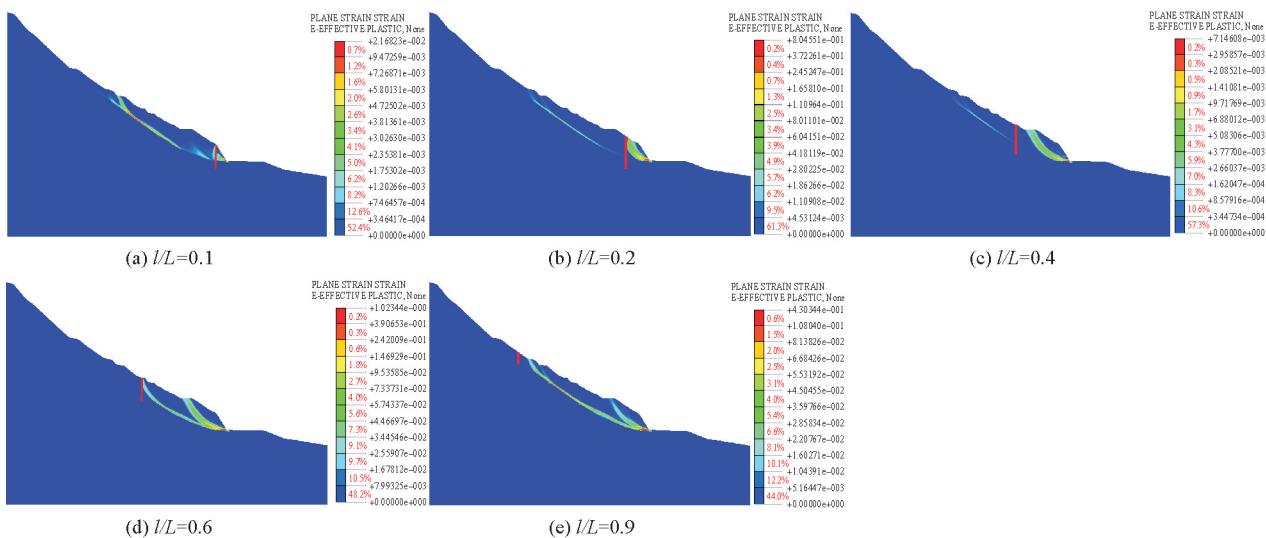 PLANE STRAIN STRAIN
E-EFFECTIVE PLASTIC, None
+2.16823e−002
0.7%
+9.47259e−003
1.2%
+7.26871e−003
1.6%
+5.80131e−003
2.0%
+4.72502e−003
2.6%
+3.81361e−003
3.4%
+3.02630e−003
4.1%
+2.35381e−003
5.0%
+1.75302e−003
6.2%
+1.20266e−003
8.2%
+7.46457e−004
12.6%
+3.46417e−004
52.4%
+0.00000e+000
(a) l/L=0.1
PLANE STRAIN STRAIN
E-EFFECTIVE PLASTIC, None
+8.04551e−001
0.2%
+3.72261e−001
0.4%
+2.45247e−001
0.7%
+1.65810e−001
1.3%
+1.10964e−001
2.5%
+8.01101e−002
3.4%
+6.04151e−002
3.9%
+4.18119e−002
4.9%
+2.80225e−002
5.7%
+1.86266e−002
6.2%
+1.10908e−002
9.5%
+4.53124e−003
61.3%
+0.00000e+000
(b) l/L=0.2
PLANE STRAIN STRAIN
E-EFFECTIVE PLASTIC, None
+7.14608e−003
0.2%
+2.95857e−003
0.3%
+2.08521e−003
0.5%
+1.41081e−003
0.9%
+9.71769e−003
1.7%
+6.88012e−003
3.1%
+5.08306e−003
4.3%
+3.77700e−003
5.9%
+2.66037e−003
7.0%
+1.62047e−004
8.3%
+8.57916e−004
10.6%
+3.44734e−004
57.3%
+0.00000e+000
(c) l/L=0.4
PLANE STRAIN STRAIN
E-EFFECTIVE PLASTIC, None
+1.02344e−000
0.2%
+3.90653e−001
0.3%
+2.42009e−001
0.6%
+1.46929e−001
1.8%
+9.53585e−002
2.7%
+7.33731e−002
4.0%
+5.74337e−002
5.6%
+4.46697e−002
7.3%
+3.44546e−002
9.1%
+2.55907e−002
9.7%
+1.67812e−002
10.5%
+7.99325e−003
48.2%
+0.00000e+000
(d) l/L=0.6
PLANE STRAIN STRAIN
E-EFFECTIVE PLASTIC, None
+4.30344e−001
0.6%
+1.08040e−001
1.5%
+8.13826e−002
2.0%
+6.68426e−002
2.5%
+5.53192e−002
3.1%
+4.50455e−002
4.0%
+3.59766e−002
5.4%
+2.85834e−002
6.6%
+2.20767e−002
8.1%
+1.60271e−002
10.1%
+1.04391e−002
12.2%
+5.16447e−003
44.0%
+0.00000e+000
(e) l/L=0.9